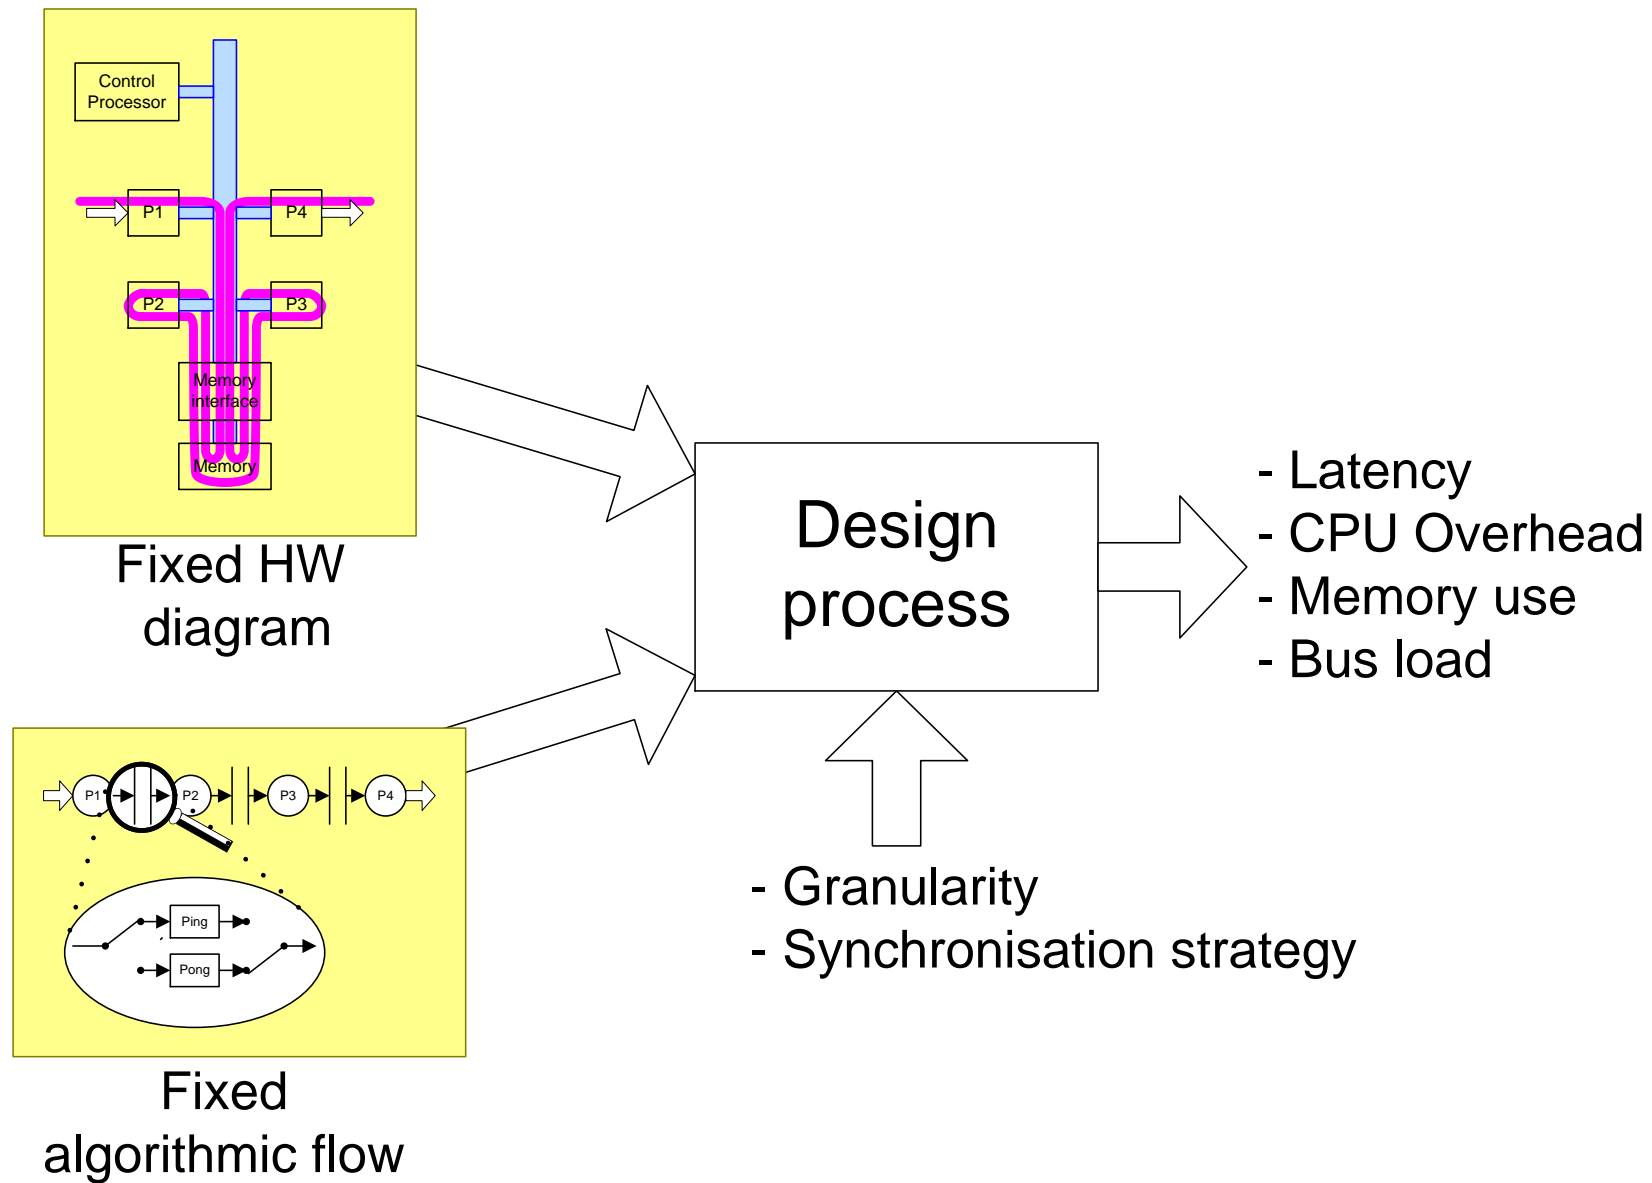 Control
Processor
P1
P4
P2
P3
Memory
interface
Memory
Fixed HW
diagram
Design
process
- Latency
- CPU Overhead
- Memory use
- Bus load
P1
P2
P3
P4
Ping
Pong
- Granularity
- Synchronisation strategy
Fixed
algorithmic flow